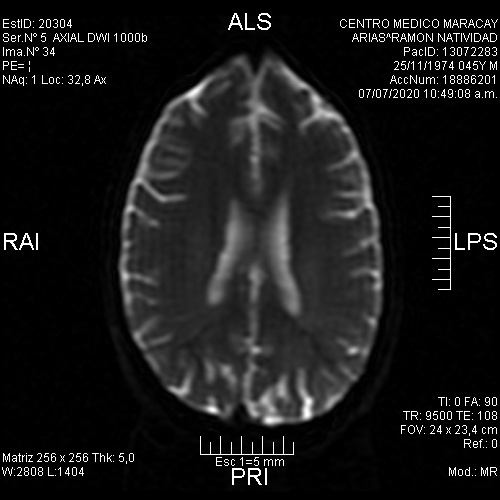 EstID: 20304
Ser.Nº 5 AXIAL DWI 1000b
Ima.Nº 34
PE= ¦
NAq: 1 Loc: 32,8 Ax
ALS
CENTRO MEDICO MARACAY
ARIAS^RAMON NATIVIDAD
PacID: 13072283
25/11/1974 045Y M
AccNum: 18886201
07/07/2020 10:49:08 a.m.
RAI
LPS
TI: 0 FA: 90
TR: 9500 TE: 108
FOV: 24 x 23,4 cm
Ref.: 0
Matriz 256 x 256 Thk: 5,0
W:2808 L:1404
Esc 1=5 mm
PRI
Mod.: MR